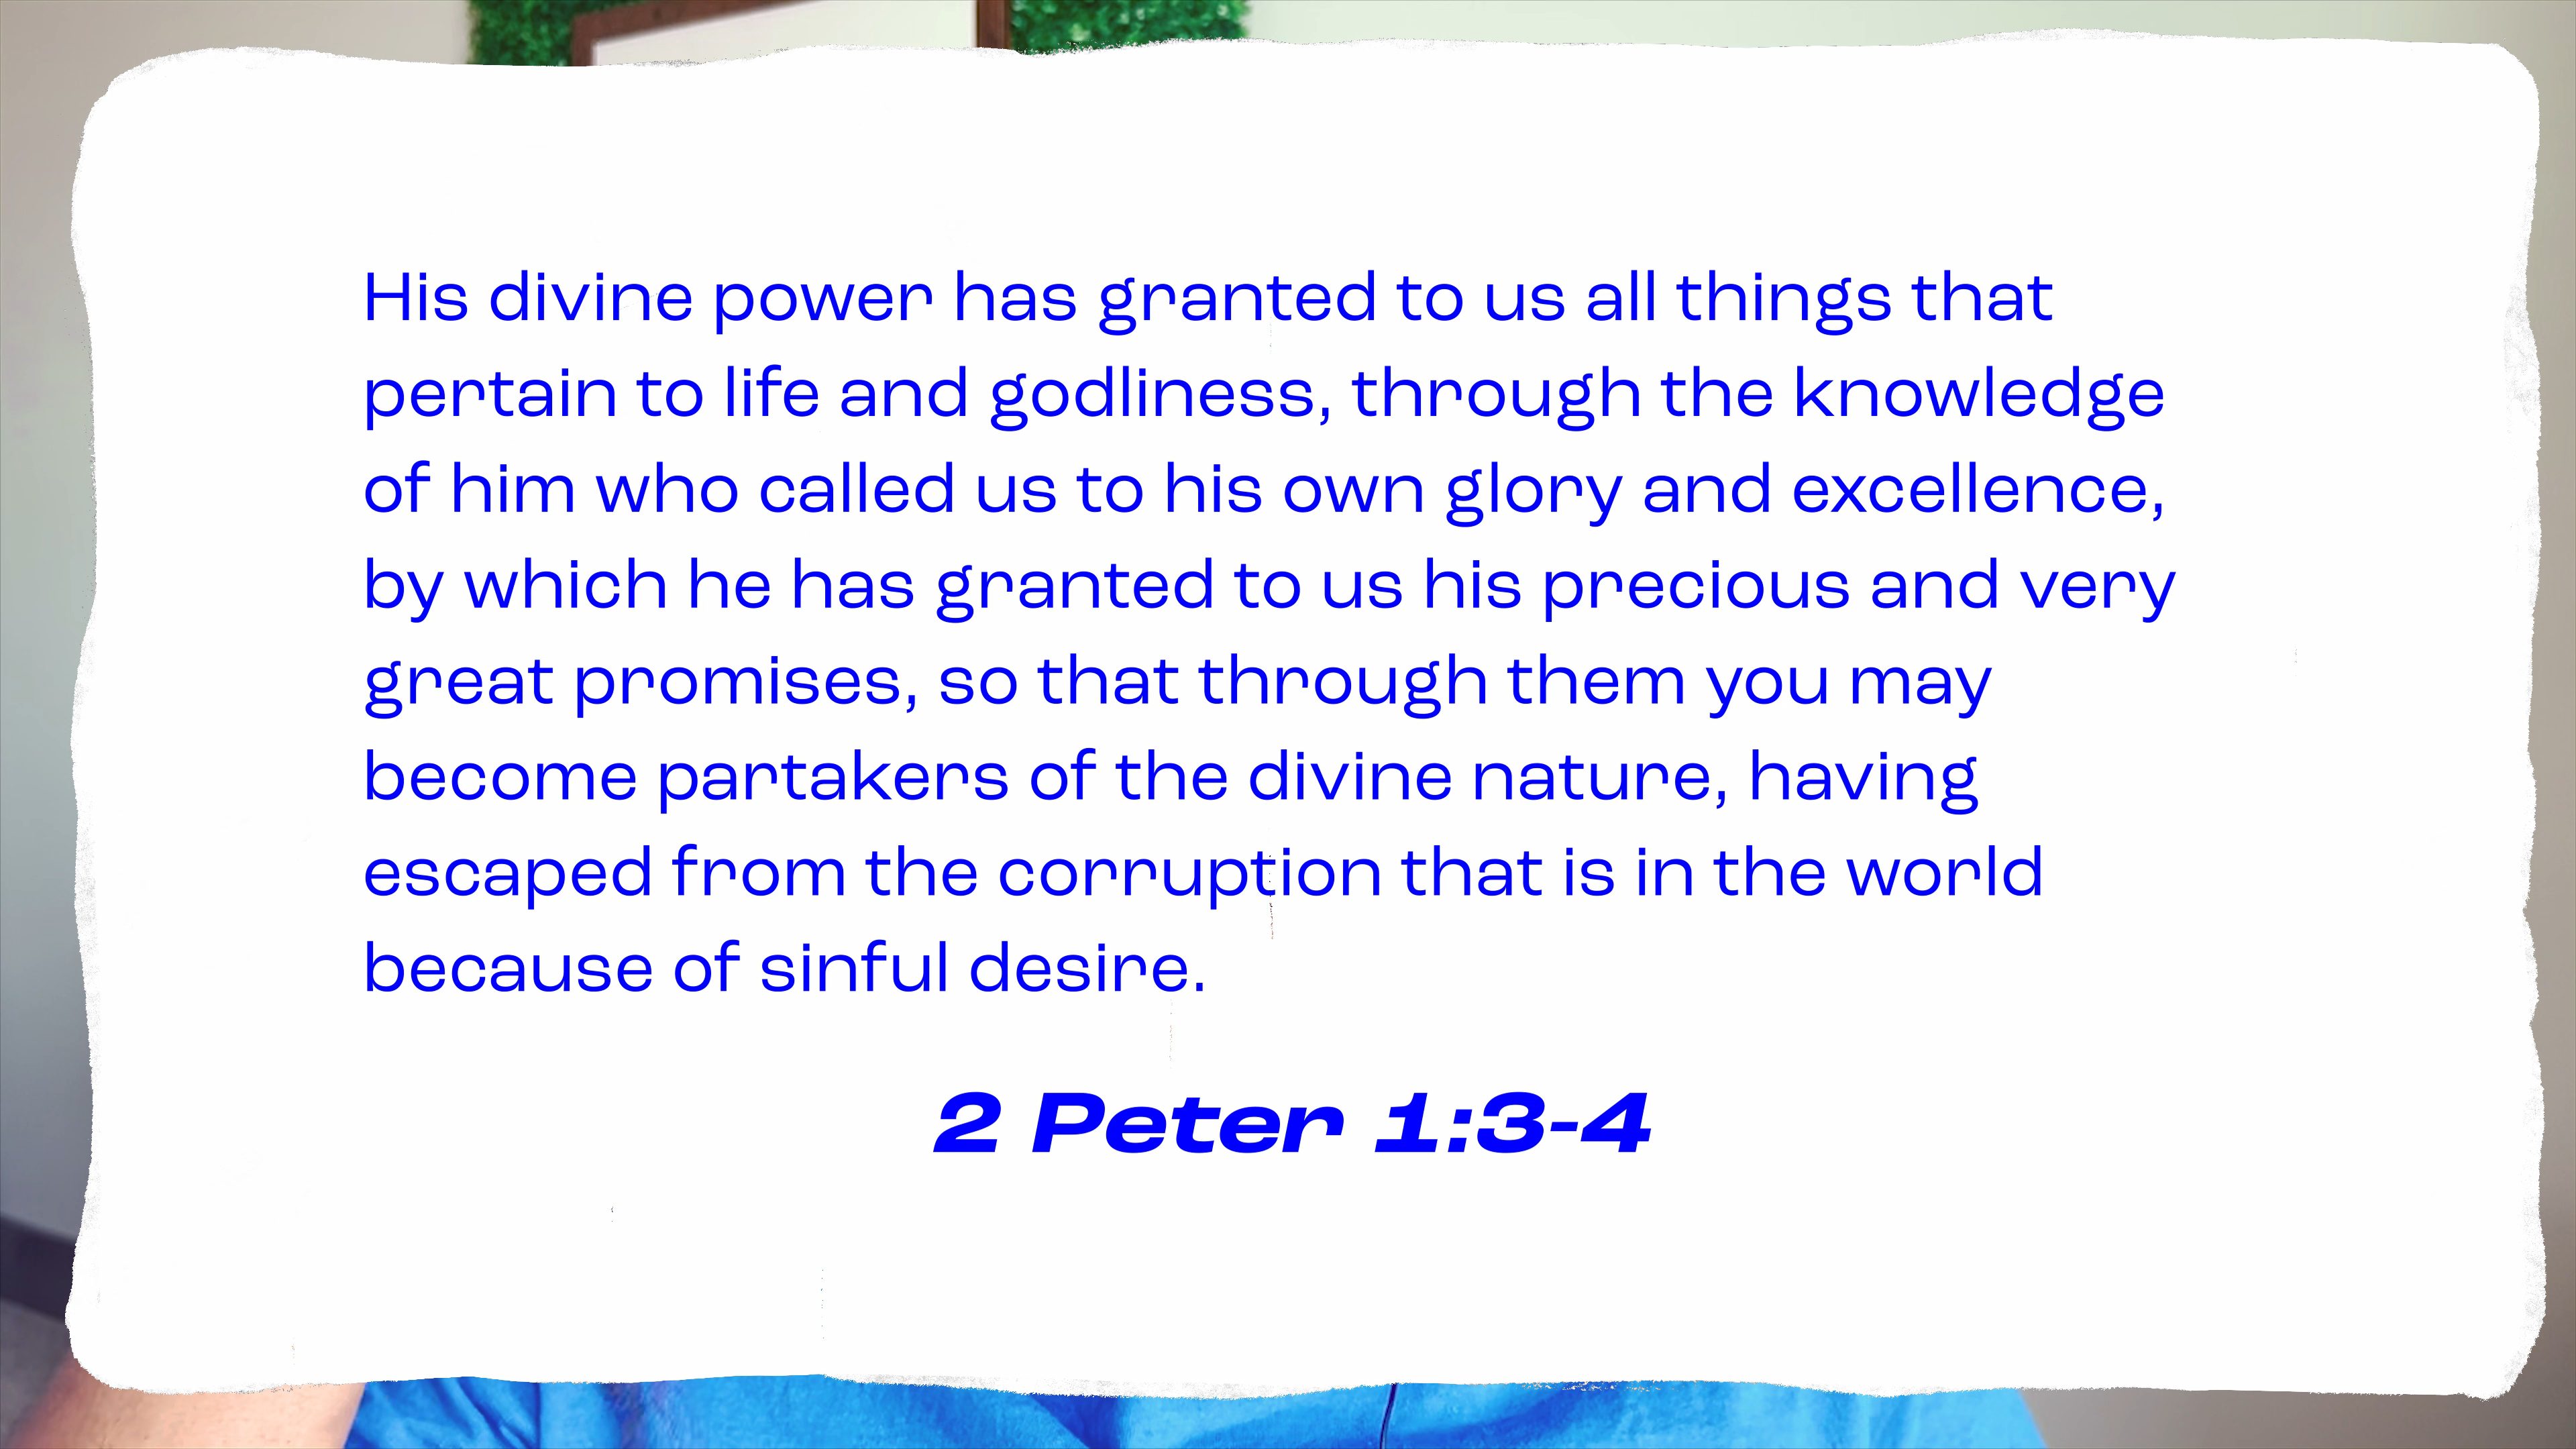 His divine power has granted to us all things that
pertain to life and godliness, through the knowledge
of him who called us to his own glory and excellence,
by which he has granted to us his precious and very
great promises, so that through them you may
become partakers of the divine nature, having
escaped from the corruption that is in the world
because of sinful desire.
2 Peter 1:3-4